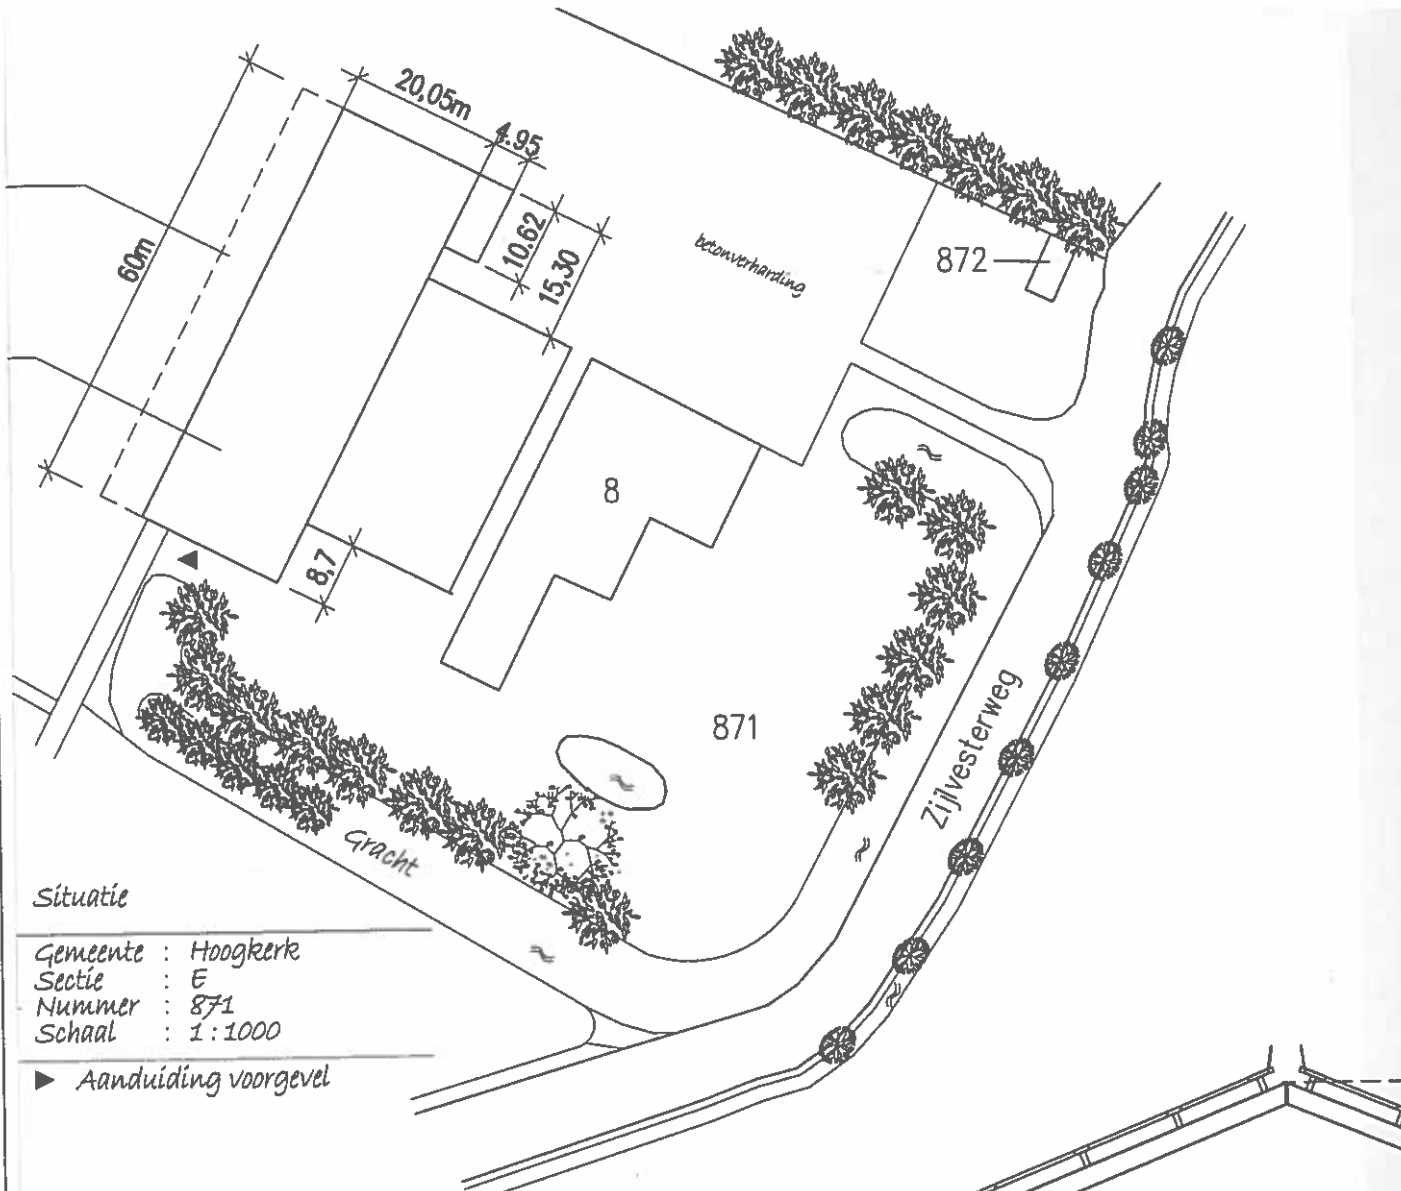 20,05m
4.95
60m
10.62
15,30
betonverharding
872
8
8,7
871
Zijlvesterweg
Gracht
Situatie
Gemeente : Hoogkerk
Sectie : E
Nummer : 871
Schaal : 1:1000
► Aanduiding voorgevel